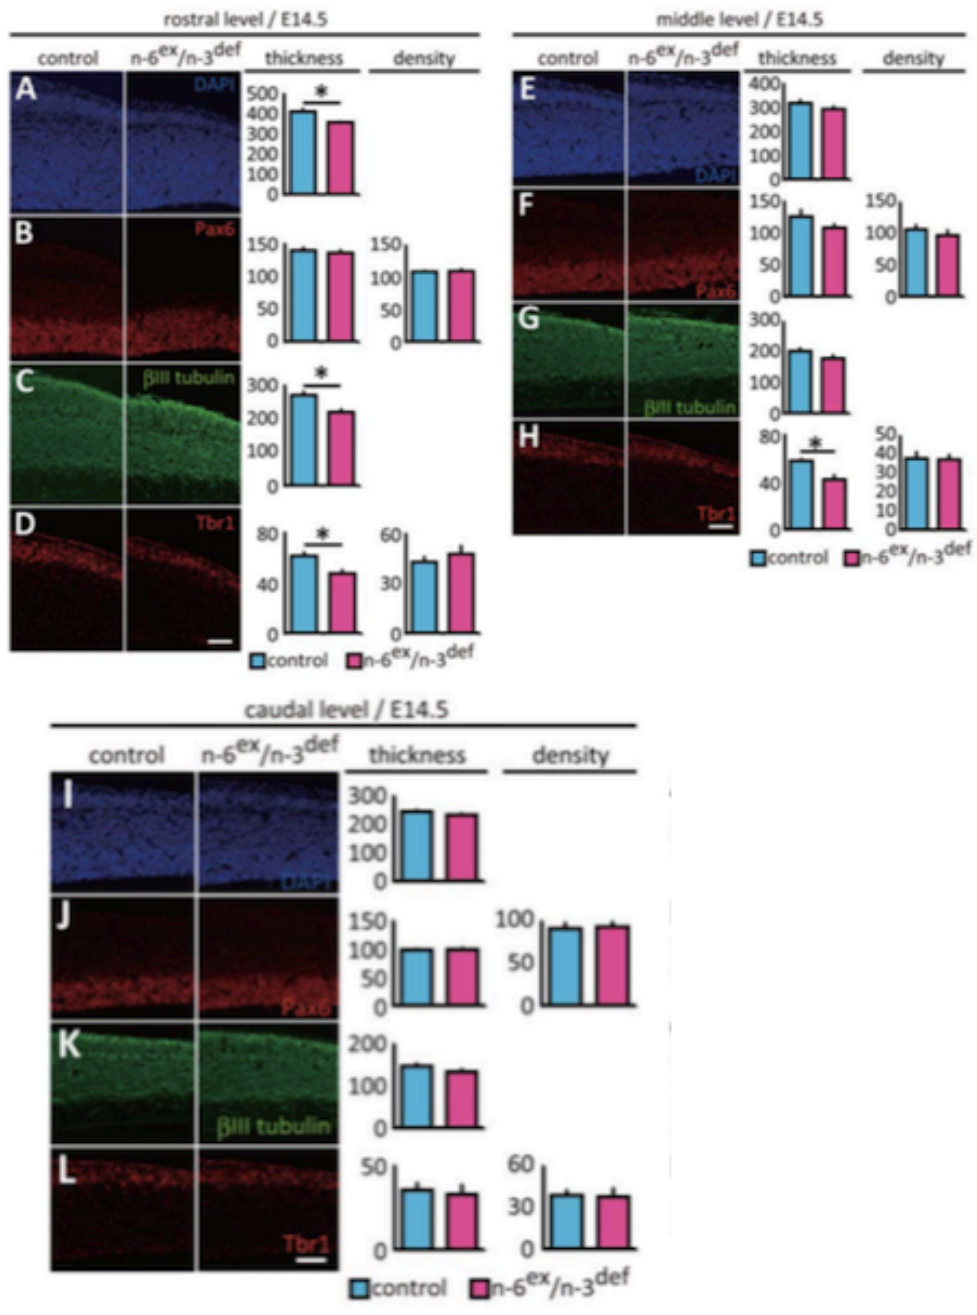 rostral level / E14.5
control n-6ex/n-3def thickness density
A DAPI
* 500 400 300 200 100 0
B Pax6
150 100 50 0 150 100 50 0
C βIII tubulin
* 300 200 100 0
D Tbr1
* 80 40 0 60 30 0
control n-6ex/n-3def
middle level / E14.5
control n-6ex/n-3def thickness density
E DAPI
400 300 200 100 0
F Pax6
150 100 50 0 150 100 50 0
G βIII tubulin
300 200 100 0
H Tbr1
* 80 40 0 50 40 30 20 10 0
control n-6ex/n-3def
caudal level / E14.5
control n-6ex/n-3def thickness density
I DAPI
300 200 100 0
J Pax6
150 100 50 0 100 50 0
K βIII tubulin
200 100 0
L Tbr1
50 0 60 30 0
control n-6ex/n-3def